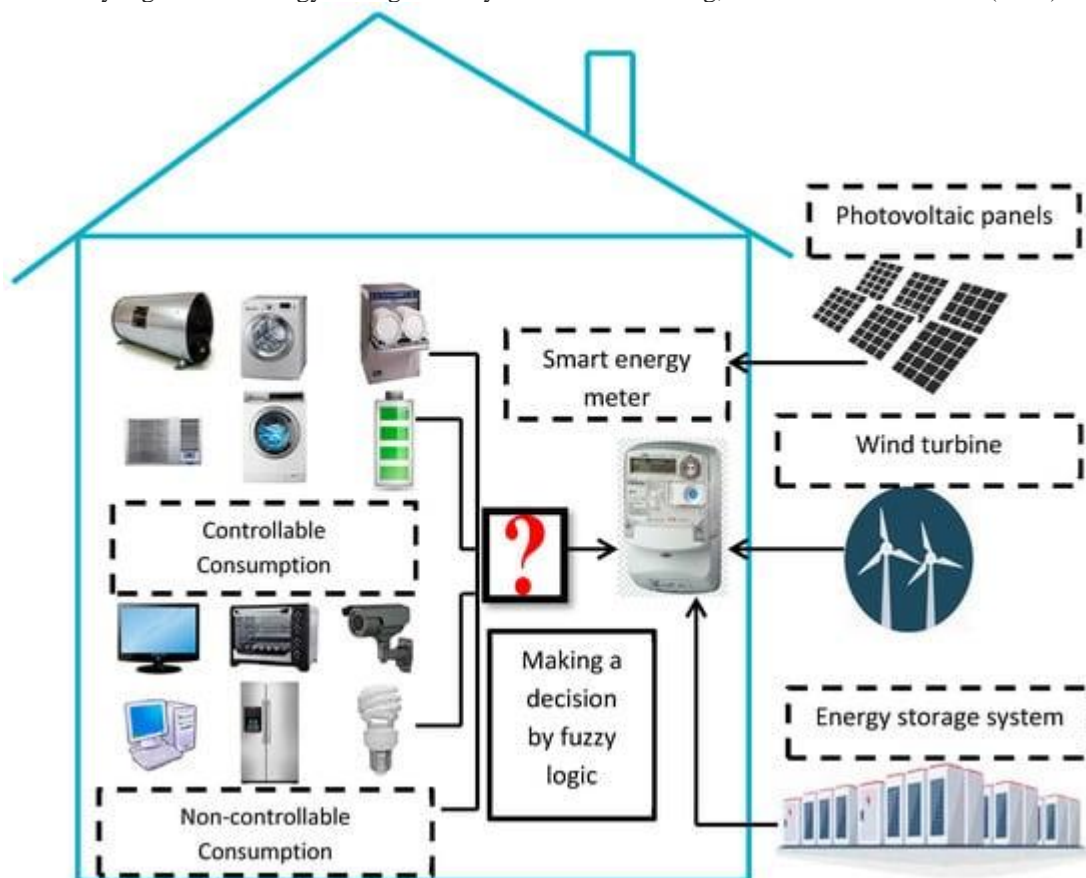 Photovoltaic panels
Smart energy
meter
Wind turbine
Controllable
Consumption
?
Making a
decision
by fuzzy
logic
Energy storage system
Non-controllable
Consumption